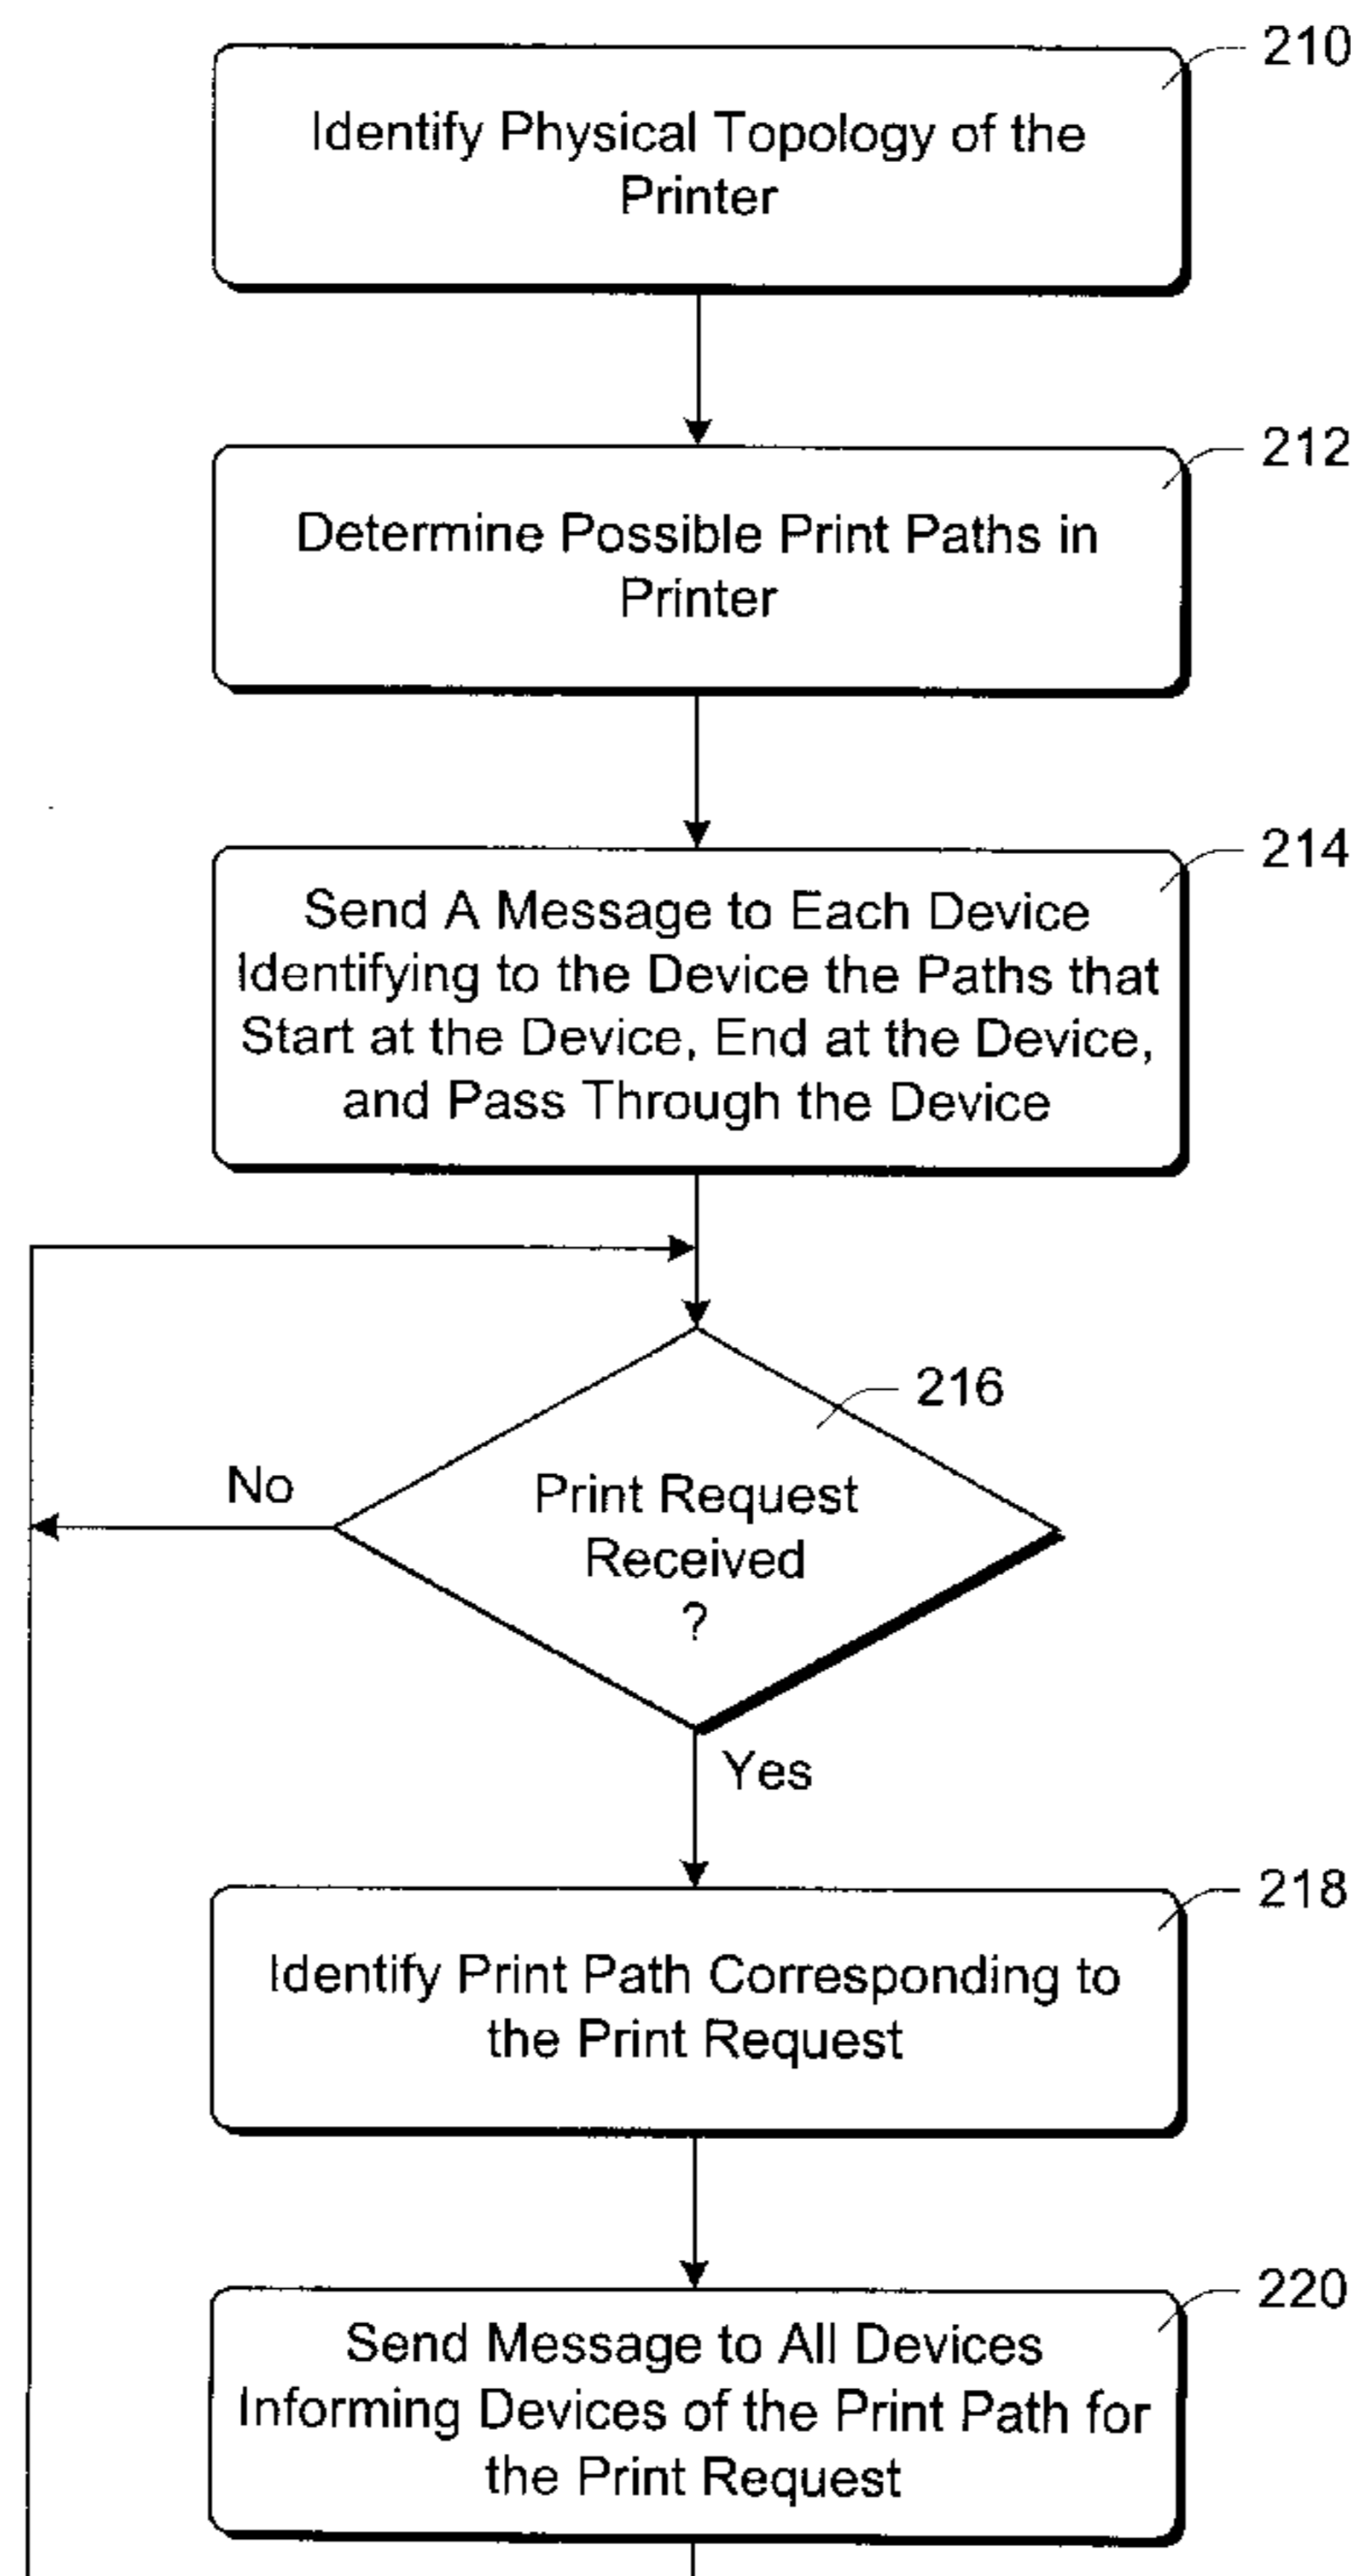 210
Identify Physical Topology of the
Printer
212
Determine Possible Print Paths in
Printer
214
Send A Message to Each Device
Identifying to the Device the Paths that
Start at the Device, End at the Device,
and Pass Through the Device
216
No
Print Request
Received
?
Yes
218
Identify Print Path Corresponding to
the Print Request
220
Send Message to All Devices
Informing Devices of the Print Path for
the Print Request